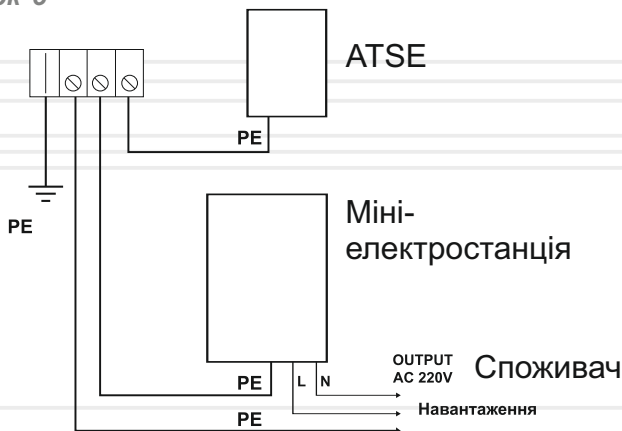 ATSE
PE
PE
Міні-
електростанція
OUTPUT
AC 220V
Споживач
PE
L
N
Навантаження
PE